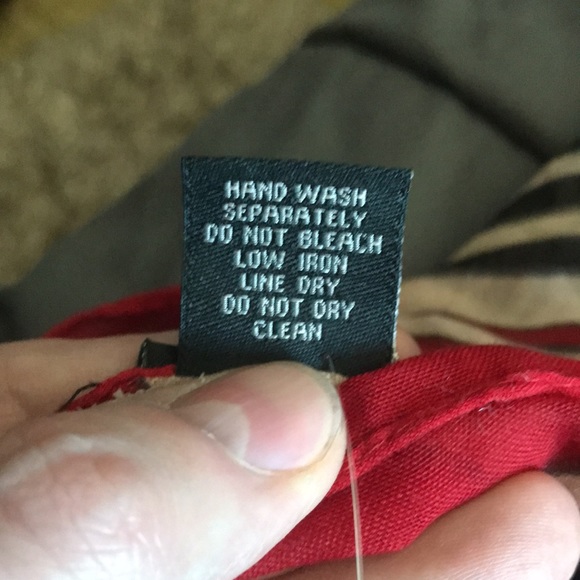 HAND WASH
SEPARATELY
DO NOT BLEACH
LOW IRON
LINE DRY
DO NOT DRY
CLEAN